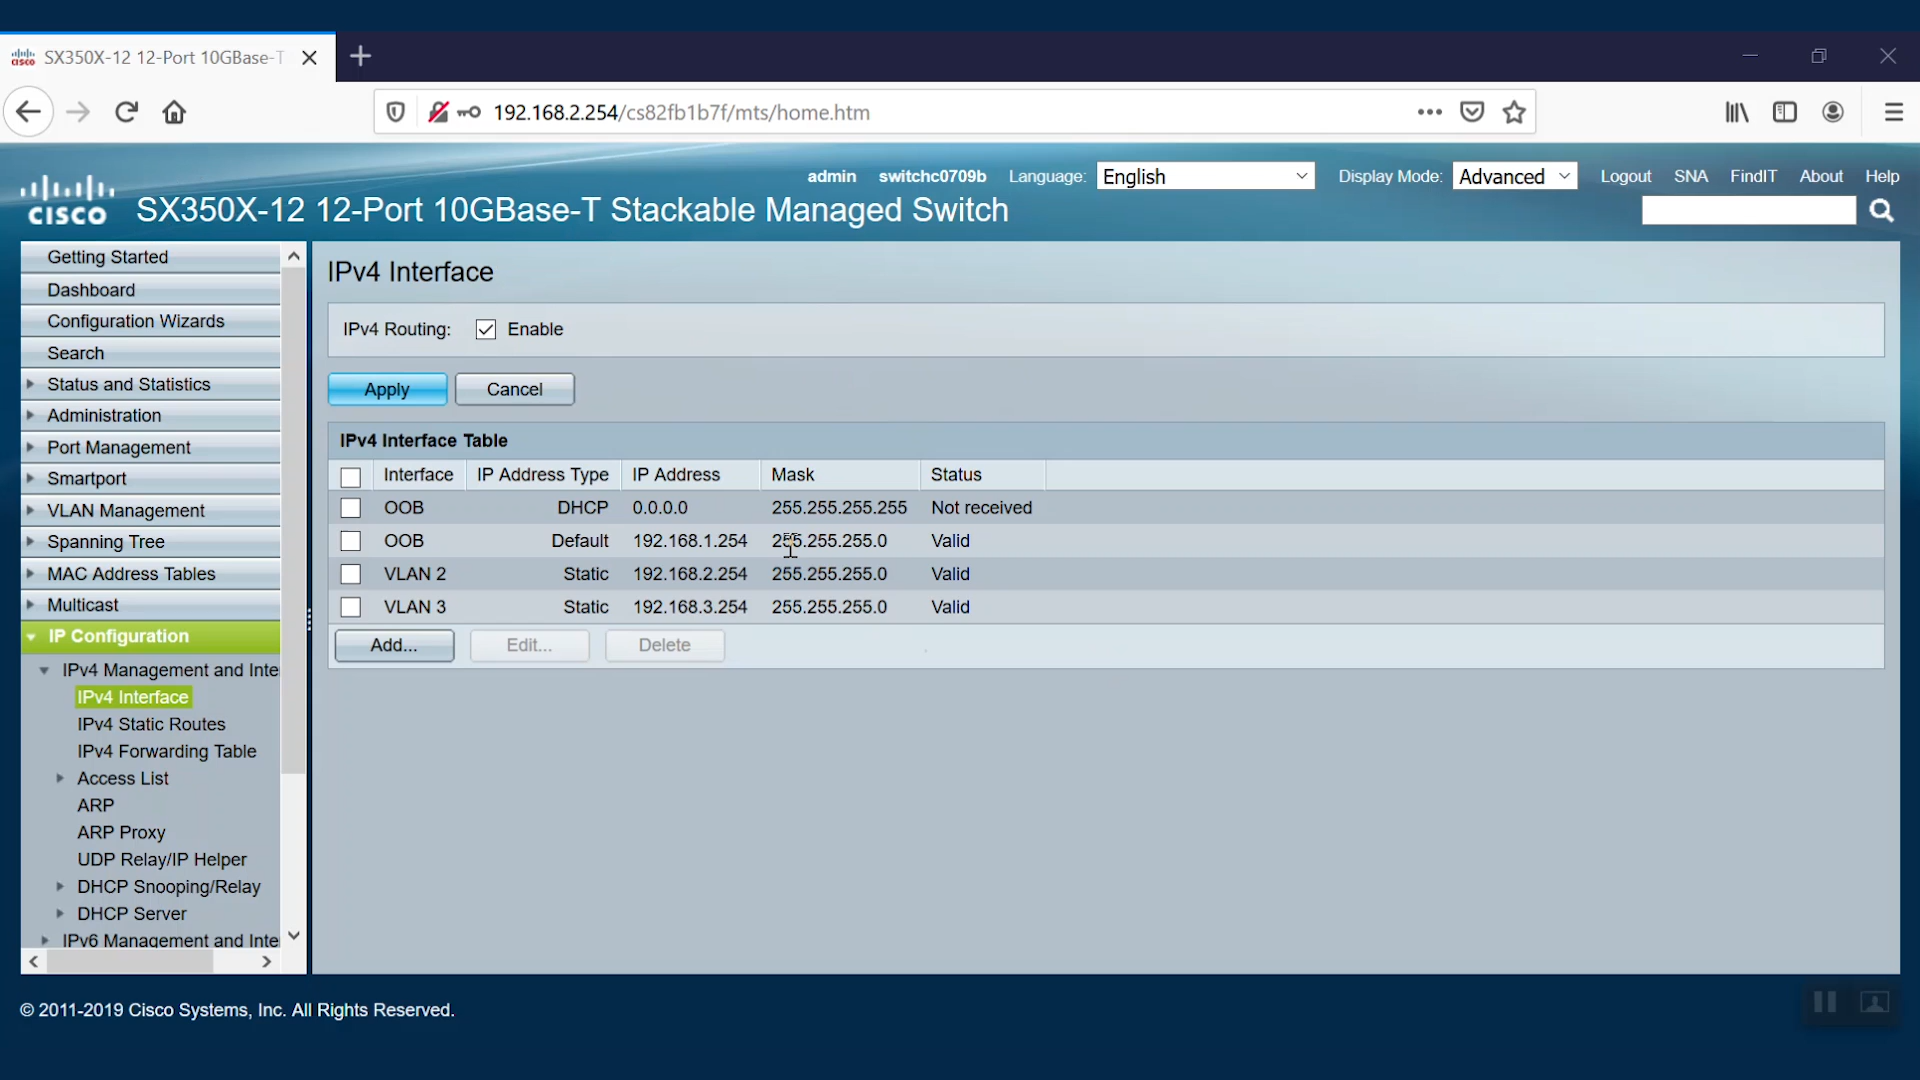 SX350X-12 12-Port 10GBase-T
192.168.2.254/cs82fb1b7f/mts/home.htm
admin switchc0709b Language: English Display Mode: Advanced Logout SNA FindIT About Help
CISCO SX350X-12 12-Port 10GBase-T Stackable Managed Switch
Getting Started
Dashboard
Configuration Wizards
Search
Status and Statistics
Administration
Port Management
Smartport
VLAN Management
Spanning Tree
MAC Address Tables
Multicast
IP Configuration
IPv4 Management and Inte
IPv4 Interface
IPv4 Static Routes
IPv4 Forwarding Table
Access List
ARP
ARP Proxy
UDP Relay/IP Helper
DHCP Snooping/Relay
DHCP Server
IPv6 Management and Inte
IPv4 Interface
IPv4 Routing: Enable
Apply Cancel
IPv4 Interface Table
Interface IP Address Type IP Address Mask Status
OOB DHCP 0.0.0.0 255.255.255.255 Not received
OOB Default 192.168.1.254 255.255.255.0 Valid
VLAN 2 Static 192.168.2.254 255.255.255.0 Valid
VLAN 3 Static 192.168.3.254 255.255.255.0 Valid
Add... Edit... Delete
© 2011-2019 Cisco Systems, Inc. All Rights Reserved.